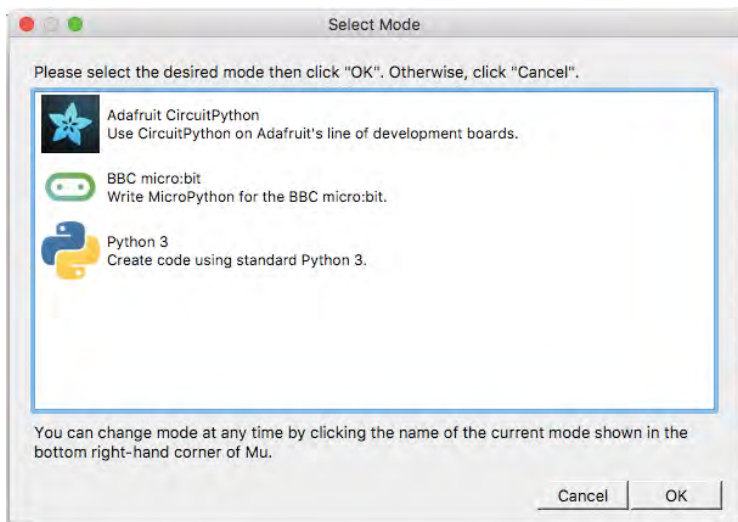 Select Mode
Please select the desired mode then click "OK". Otherwise, click "Cancel".
Adafruit CircuitPython
Use CircuitPython on Adafruit's line of development boards.
BBC micro:bit
Write MicroPython for the BBC micro:bit.
Python 3
Create code using standard Python 3.
You can change mode at any time by clicking the name of the current mode shown in the
bottom right-hand corner of Mu.
Cancel OK